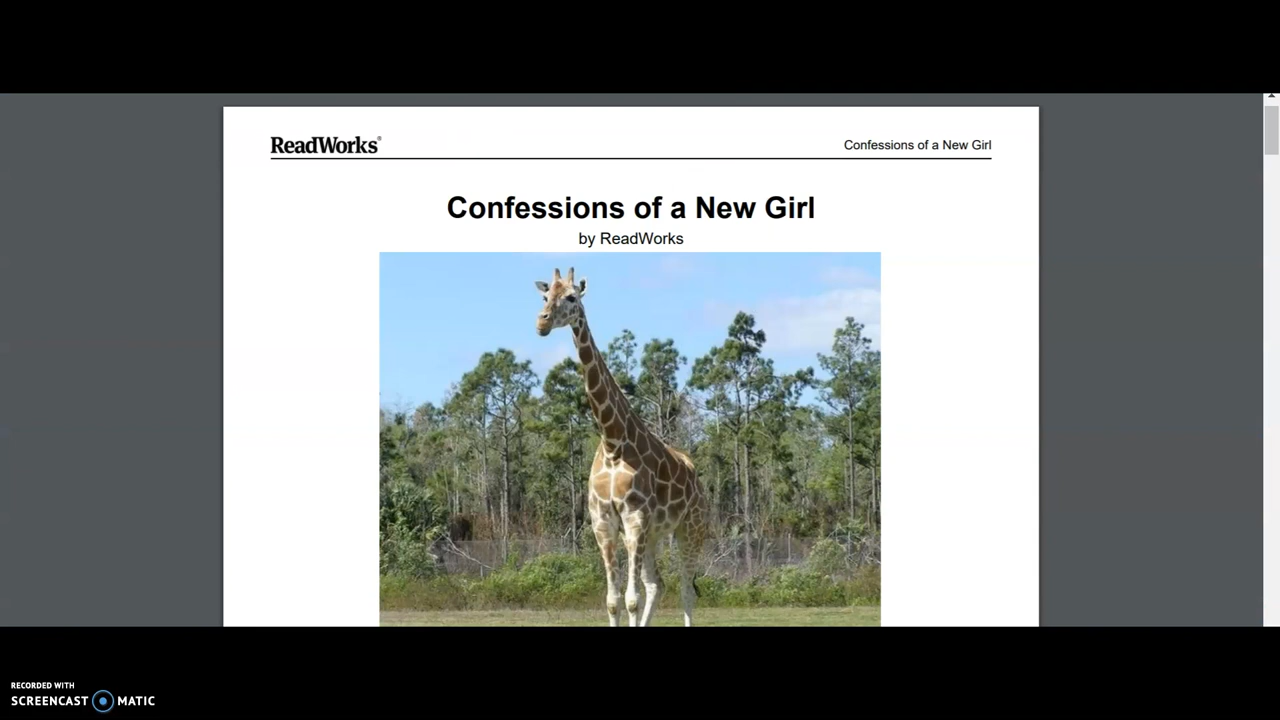 ReadWorks®
Confessions of a New Girl
Confessions of a New Girl
by ReadWorks
RECORDED WITH
SCREENCAST MATIC